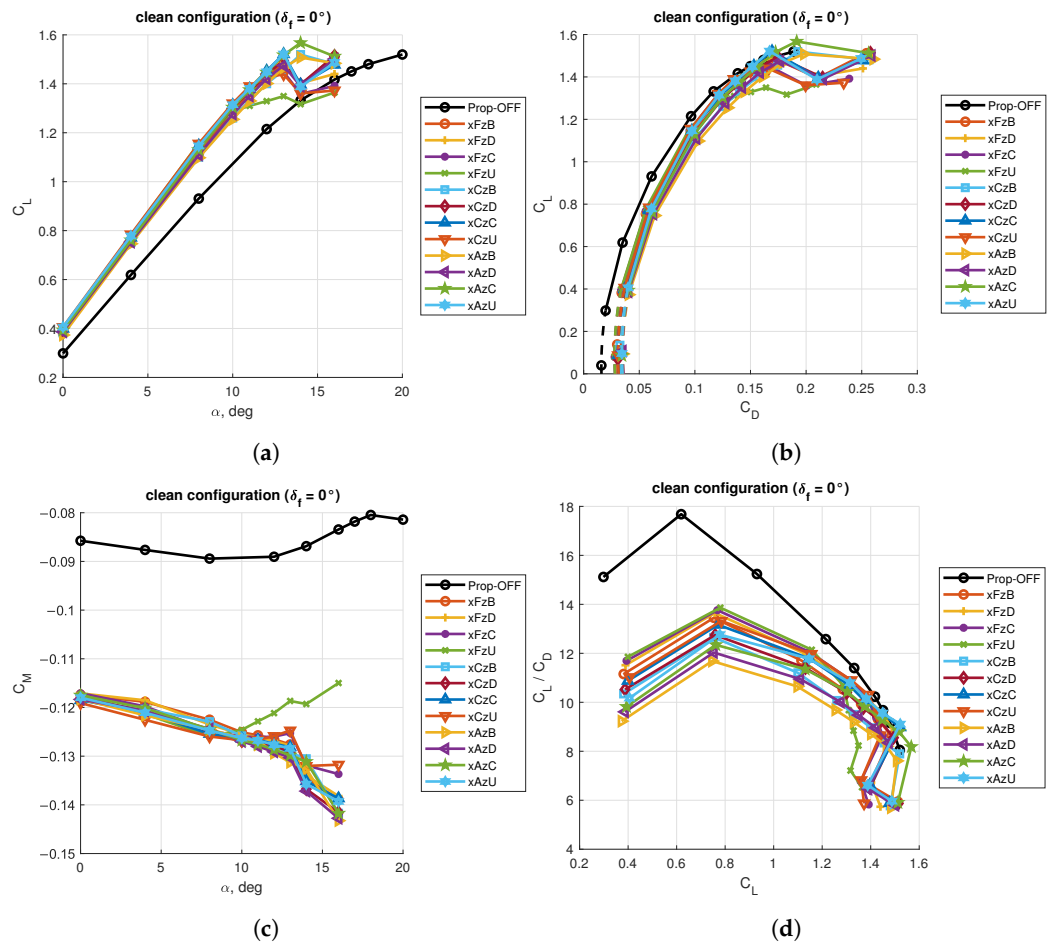 clean configuration (δf = 0°)
CL
1.6
1.4
1.2
1
0.8
0.6
0.4
0.2
0
5
10
15
20
α, deg
Prop-OFF
xFzB
xFzD
xFzC
xFzU
xCzB
xCzD
xCzC
xCzU
xAzB
xAzD
xAzC
xAzU
(a)
clean configuration (δf = 0°)
CL
1.6
1.4
1.2
1
0.8
0.6
0.4
0.2
0
0
0.05
0.1
0.15
0.2
0.25
0.3
CD
Prop-OFF
xFzB
xFzD
xFzC
xFzU
xCzB
xCzD
xCzC
xCzU
xAzB
xAzD
xAzC
xAzU
(b)
clean configuration (δf = 0°)
CM
−0.08
−0.09
−0.1
−0.11
−0.12
−0.13
−0.14
−0.15
0
5
10
15
20
α, deg
Prop-OFF
xFzB
xFzD
xFzC
xFzU
xCzB
xCzD
xCzC
xCzU
xAzB
xAzD
xAzC
xAzU
(c)
clean configuration (δf = 0°)
CL / CD
18
16
14
12
10
8
6
4
0.2
0.4
0.6
0.8
1
1.2
1.4
1.6
CL
Prop-OFF
xFzB
xFzD
xFzC
xFzU
xCzB
xCzD
xCzC
xCzU
xAzB
xAzD
xAzC
xAzU
(d)